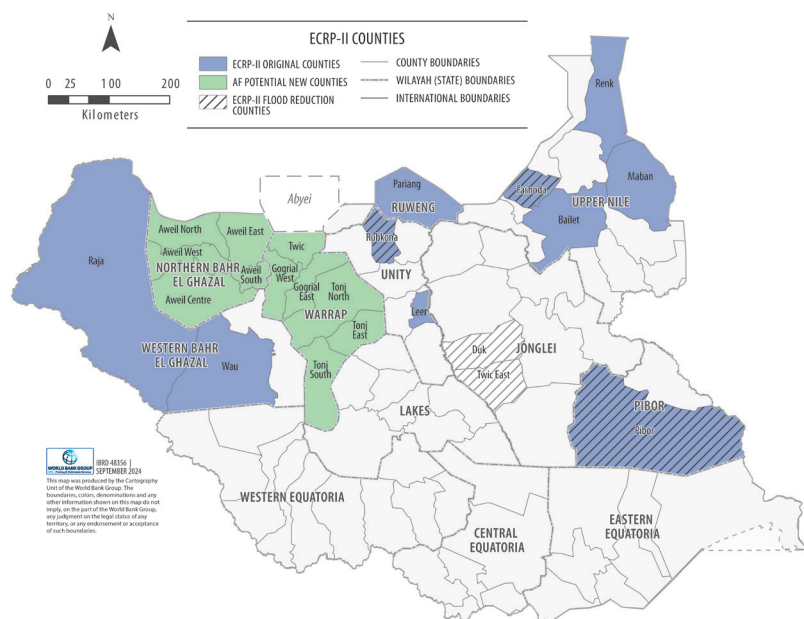 N
0 25 100 200
Kilometers
ECRP-II COUNTIES
ECRP-II ORIGINAL COUNTIES
AF POTENTIAL NEW COUNTIES
ECRP-II FLOOD REDUCTION
COUNTIES
COUNTY BOUNDARIES
WILAYAH (STATE) BOUNDARIES
INTERNATIONAL BOUNDARIES
Renk
Maban
Fashoda
UPPER NILE
Bailet
Pariang
RUWENG
Abyei
Rubkona
UNITY
Aweil North
Aweil East
Aweil West
NORTHERN BAHR
EL GHAZAL
Aweil
South
Aweil Centre
Twic
Gogrial
West
Gogrial
East
Tonj
North
WARRAP
Tonj
East
Tonj
South
Raja
WESTERN BAHR
EL GHAZAL
Wau
Leer
Duk
JONGLEI
Twic East
PIBOR
Pibor
LAKES
WESTERN EQUATORIA
CENTRAL
EQUATORIA
EASTERN
EQUATORIA
WORLD BANK GROUP
IBRD 48356 |
SEPTEMBER 2024
This map was produced by the Cartography
Unit of the World Bank Group. The
boundaries, colors, denominations and any
other information shown on this map do not
imply, on the part of the World Bank Group,
any judgment on the legal status of any
territory, or any endorsement or acceptance
of such boundaries.